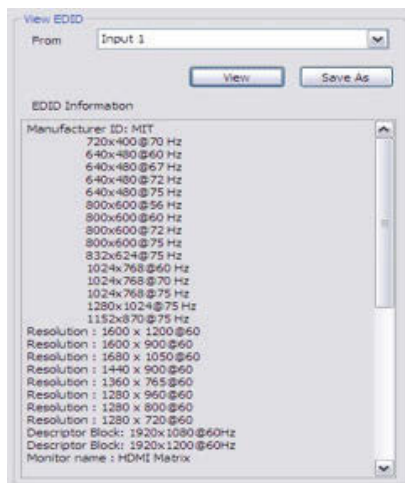 View EDID
From Input 1
View Save As
EDID Information
Manufacturer ID: MIT
720x400@70 Hz
640x480@60 Hz
640x480@67 Hz
640x480@72 Hz
640x480@75 Hz
800x600@56 Hz
800x600@60 Hz
800x600@72 Hz
800x600@75 Hz
832x624@75 Hz
1024x768@60 Hz
1024x768@70 Hz
1024x768@75 Hz
1280x1024@75 Hz
1152x870@75 Hz
Resolution : 1600 x 1200@60
Resolution : 1600 x 900@60
Resolution : 1680 x 1050@60
Resolution : 1440 x 900@60
Resolution : 1360 x 765@60
Resolution : 1280 x 960@60
Resolution : 1280 x 800@60
Resolution : 1280 x 720@60
Descriptor Block: 1920x1080@60Hz
Descriptor Block: 1920x1200@60Hz
Monitor name : HDMI Matrix